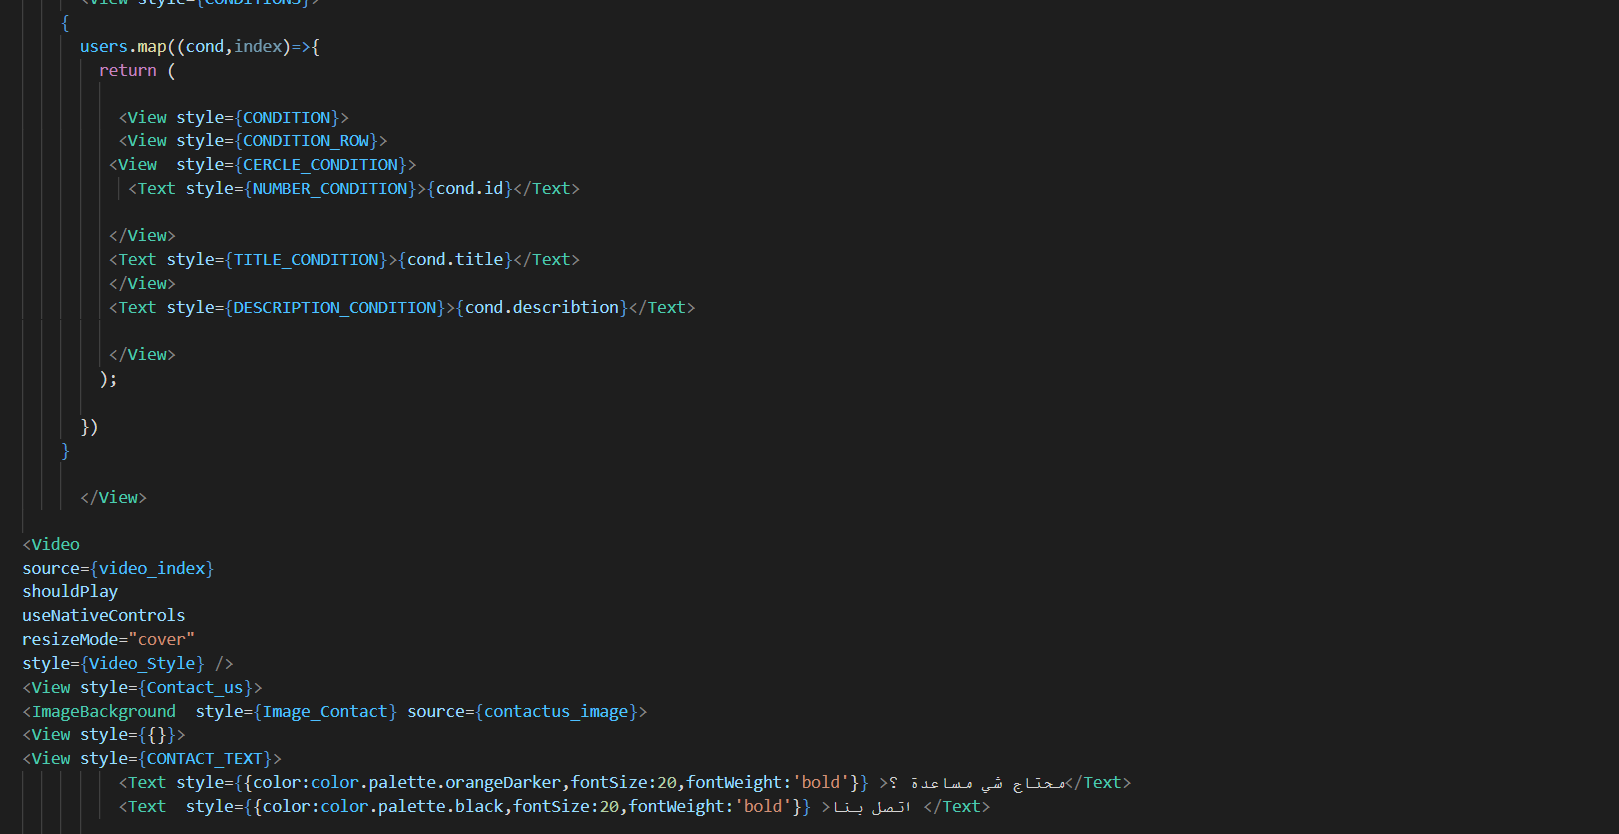 <View style={CONDITIONS}>
{
users.map((cond,index)=>{
return (
<View style={CONDITION}>
<View style={CONDITION_ROW}>
<View  style={CERCLE_CONDITION}>
<Text style={NUMBER_CONDITION}>{cond.id}</Text>
</View>
<Text style={TITLE_CONDITION}>{cond.title}</Text>
</View>
<Text style={DESCRIPTION_CONDITION}>{cond.describtion}</Text>
</View>
);
})
}
</View>
<Video
source={video_index}
shouldPlay
useNativeControls
resizeMode="cover"
style={Video_Style} />
<View style={Contact_us}>
<ImageBackground  style={Image_Contact} source={contactus_image}>
<View style={{}}>
<View style={CONTACT_TEXT}>
<Text style={{color:color.palette.orangeDarker,fontSize:20,fontWeight:'bold'}} >محتاج شي مساعدة ؟</Text>
<Text  style={{color:color.palette.black,fontSize:20,fontWeight:'bold'}} >اتصل بنا </Text>